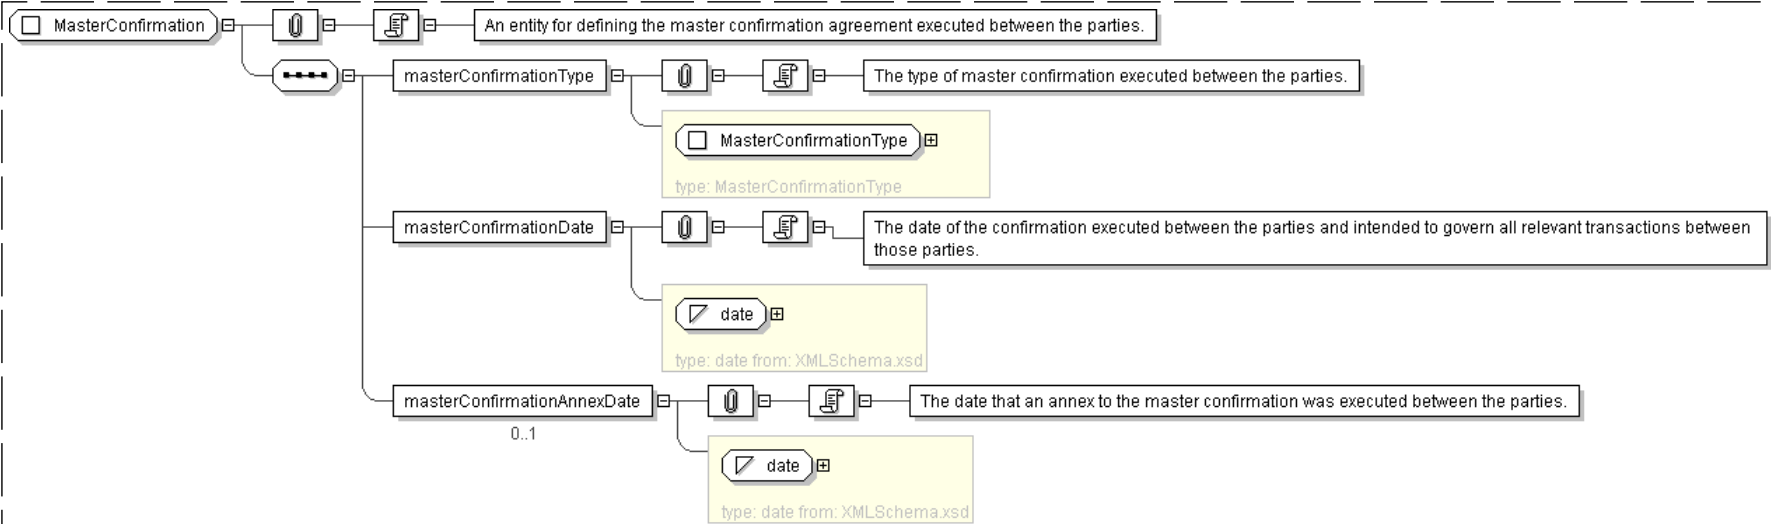 MasterConfirmation
An entity for defining the master confirmation agreement executed between the parties.
masterConfirmationType
The type of master confirmation executed between the parties.
MasterConfirmationType
type: MasterConfirmationType
masterConfirmationDate
The date of the confirmation executed between the parties and intended to govern all relevant transactions between
those parties.
date
type: date from: XMLSchema.xsd
masterConfirmationAnnexDate
The date that an annex to the master confirmation was executed between the parties.
0..1
date
type: date from: XMLSchema.xsd